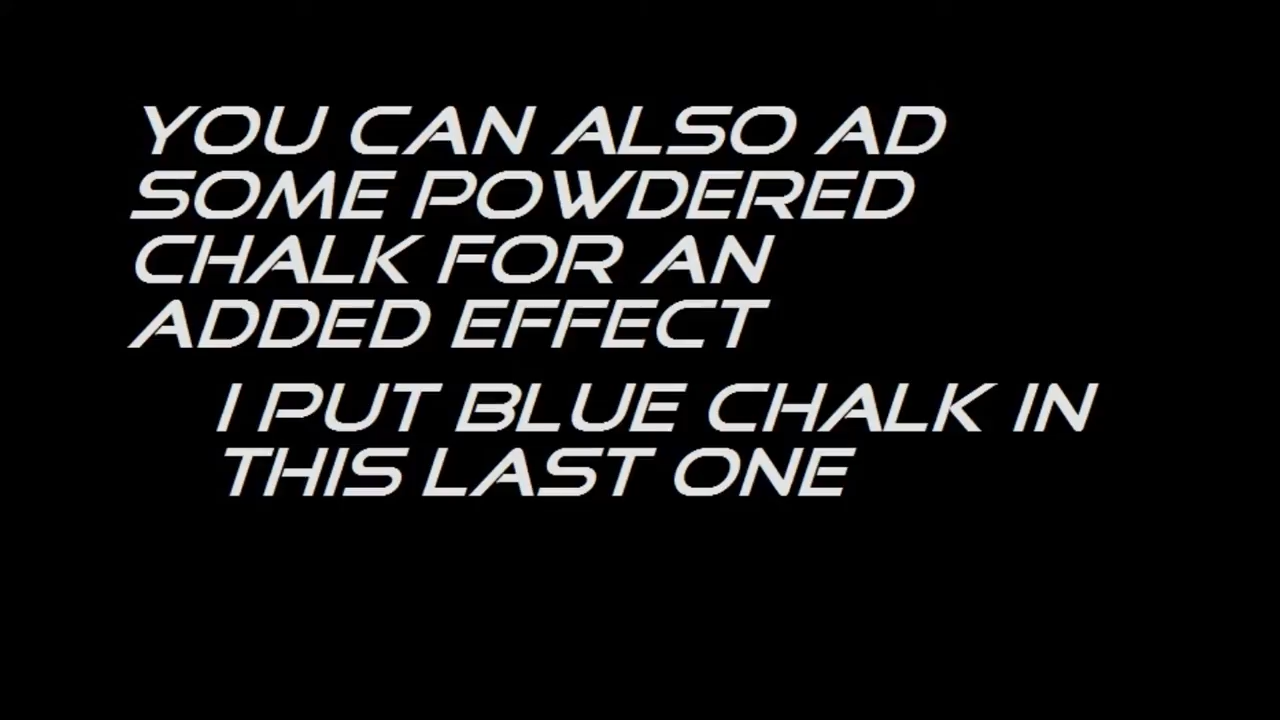 YOU CAN ALSO AD
SOME POWDERED
CHALK FOR AN
ADDED EFFECT
I PUT BLUE CHALK IN
THIS LAST ONE